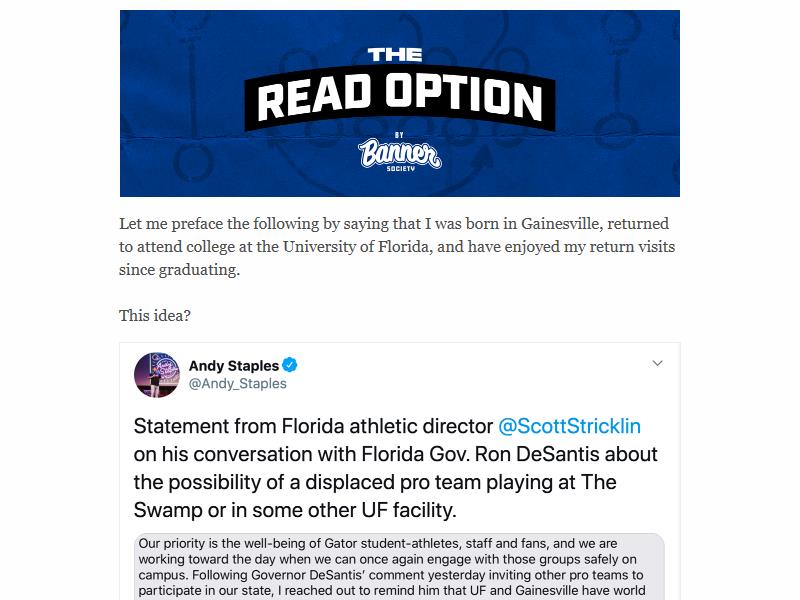 THE
READ OPTION
BY
Banner
SOCIETY
Let me preface the following by saying that I was born in Gainesville, returned
to attend college at the University of Florida, and have enjoyed my return visits
since graduating.
This idea?
Andy Staples
@Andy_Staples
Statement from Florida athletic director @ScottStricklin
on his conversation with Florida Gov. Ron DeSantis about
the possibility of a displaced pro team playing at The
Swamp or in some other UF facility.
Our priority is the well-being of Gator student-athletes, staff and fans, and we are
working toward the day when we can once again engage with those groups safely on
campus. Following Governor DeSantis' comment yesterday inviting other pro teams to
participate in our state, I reached out to remind him that UF and Gainesville have world